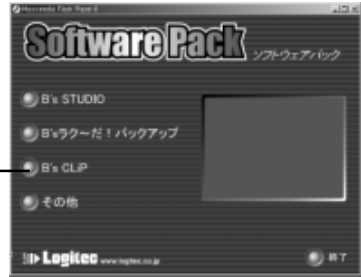 Macromedia Flash Player 6
Software Pack ソフトウェアパック
B's STUDIO
B'sラク〜だ！バックアップ
B's CLiP
その他
Logitec www.logitec.co.jp
終了